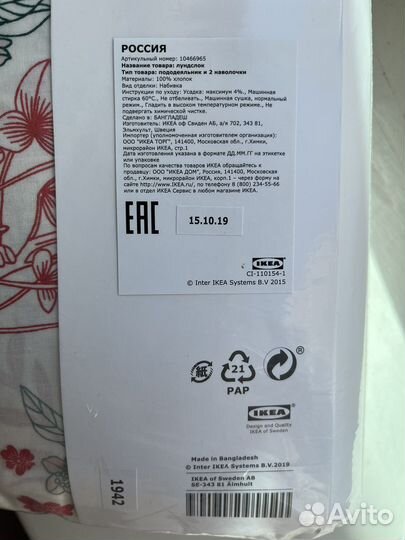 РОССИЯ
Артикульный номер: 10466965
Название товара: лундслок
Тип товара: пододеяльник и 2 наволочки
Материалы: 100% хлопок
Вид отделки: Набивка
Инструкции по уходу: Усадка: максимум 4%., Машинная
стирка 60°C., Не отбеливать., Машинная сушка, нормальный
режим., Гладить в высоком температурном режиме., Не
подвергать химической чистке.
Сделано в: БАНГЛАДЕШ
Изготовитель: ИКЕА оф Свиден АБ, а/я 702, 343 81,
Эльмхульт, Швеция
Импортер (уполномоченная изготовителем организация):
ООО "ИКЕА ТОРГ", 141400, Московская обл., г.Химки,
микрорайон ИКЕА, стр.1
Дата изготовления указана в формате ДД.ММ.ГГ на этикетке
или упаковке
По вопросам качества товаров ИКЕА обращайтесь к
продавцу: ООО "ИКЕА ДОМ", Россия, 141400, Московская
обл., г.Химки, микрорайон ИКЕА, корп.1 – через форму на
сайте http://www.IKEA.ru, по телефону 8 (800) 234-55-66
или в отдел ИКЕА Сервис в любом магазине ИКЕА.
EAC
15.10.19
IKEA
CI-110154-1
© Inter IKEA Systems B.V 2015
紙
21
PAP
®
IKEA
Design and Quality
IKEA of Sweden
Made in Bangladesh
© Inter IKEA Systems B.V.2019
IKEA of Sweden AB
SE-343 81 Älmhult
1942
Avito